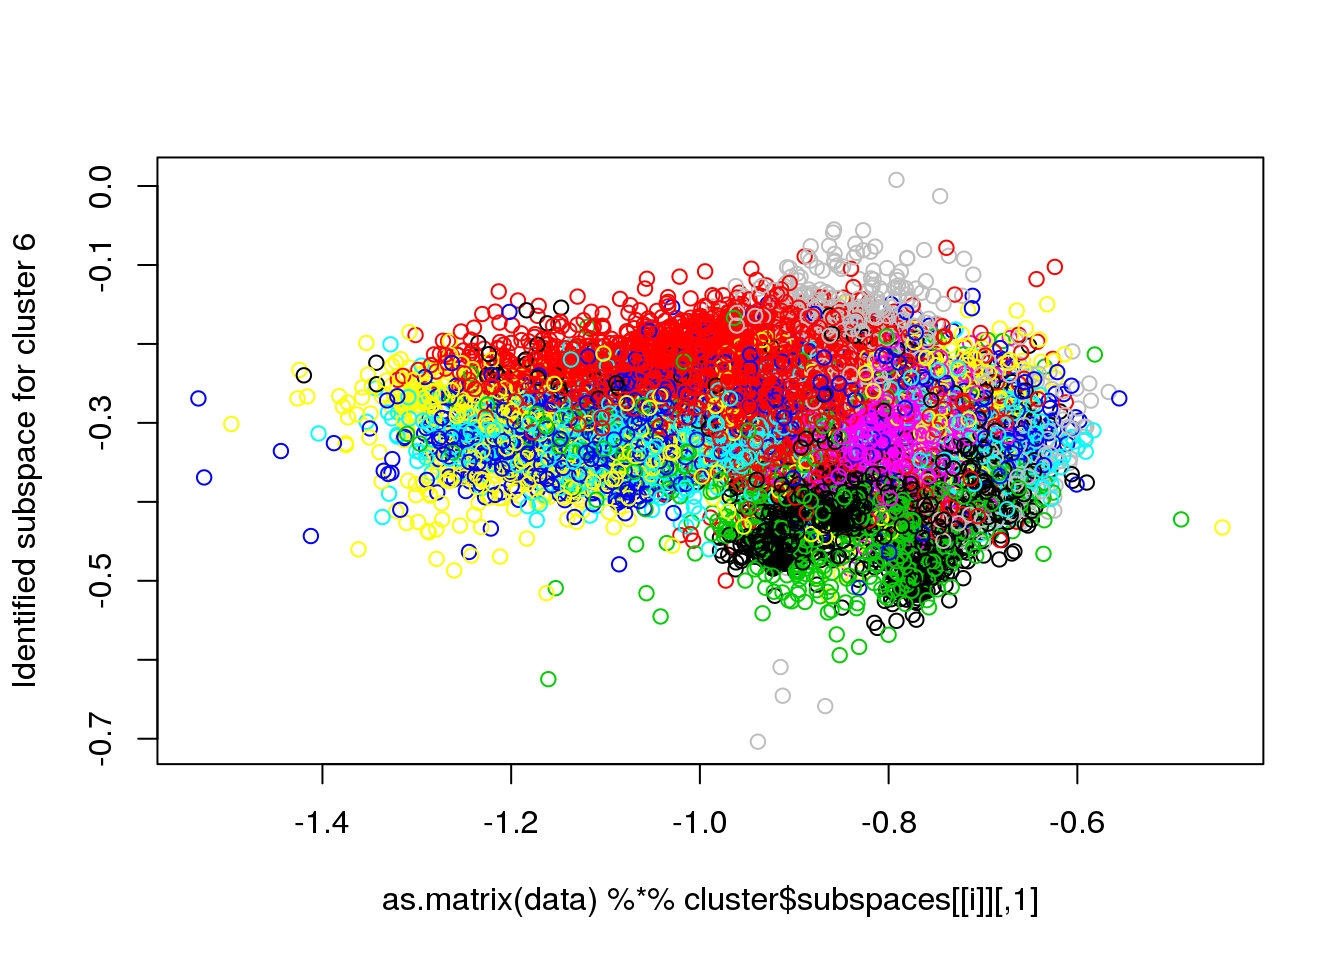 Identified subspace for cluster 6
0.0
-0.1
-0.3
-0.5
-0.7
-1.4 -1.2 -1.0 -0.8 -0.6
as.matrix(data) %*% cluster$subspaces[[i]][,1]